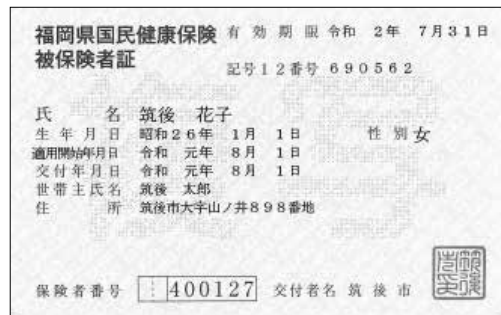 福岡県国民健康保険 有効期限 令和 2年 7月31日
被保険者証 記号12番号 690562
氏名 筑後 花子
生年月日 昭和26年 1月 1日 性別 女
適用開始年月日 令和 元年 8月 1日
交付年月日 令和 元年 8月 1日
世帯主氏名 筑後 太郎
住所 筑後市大字山ノ井898番地
保険者番号 400127 交付者名 筑後市